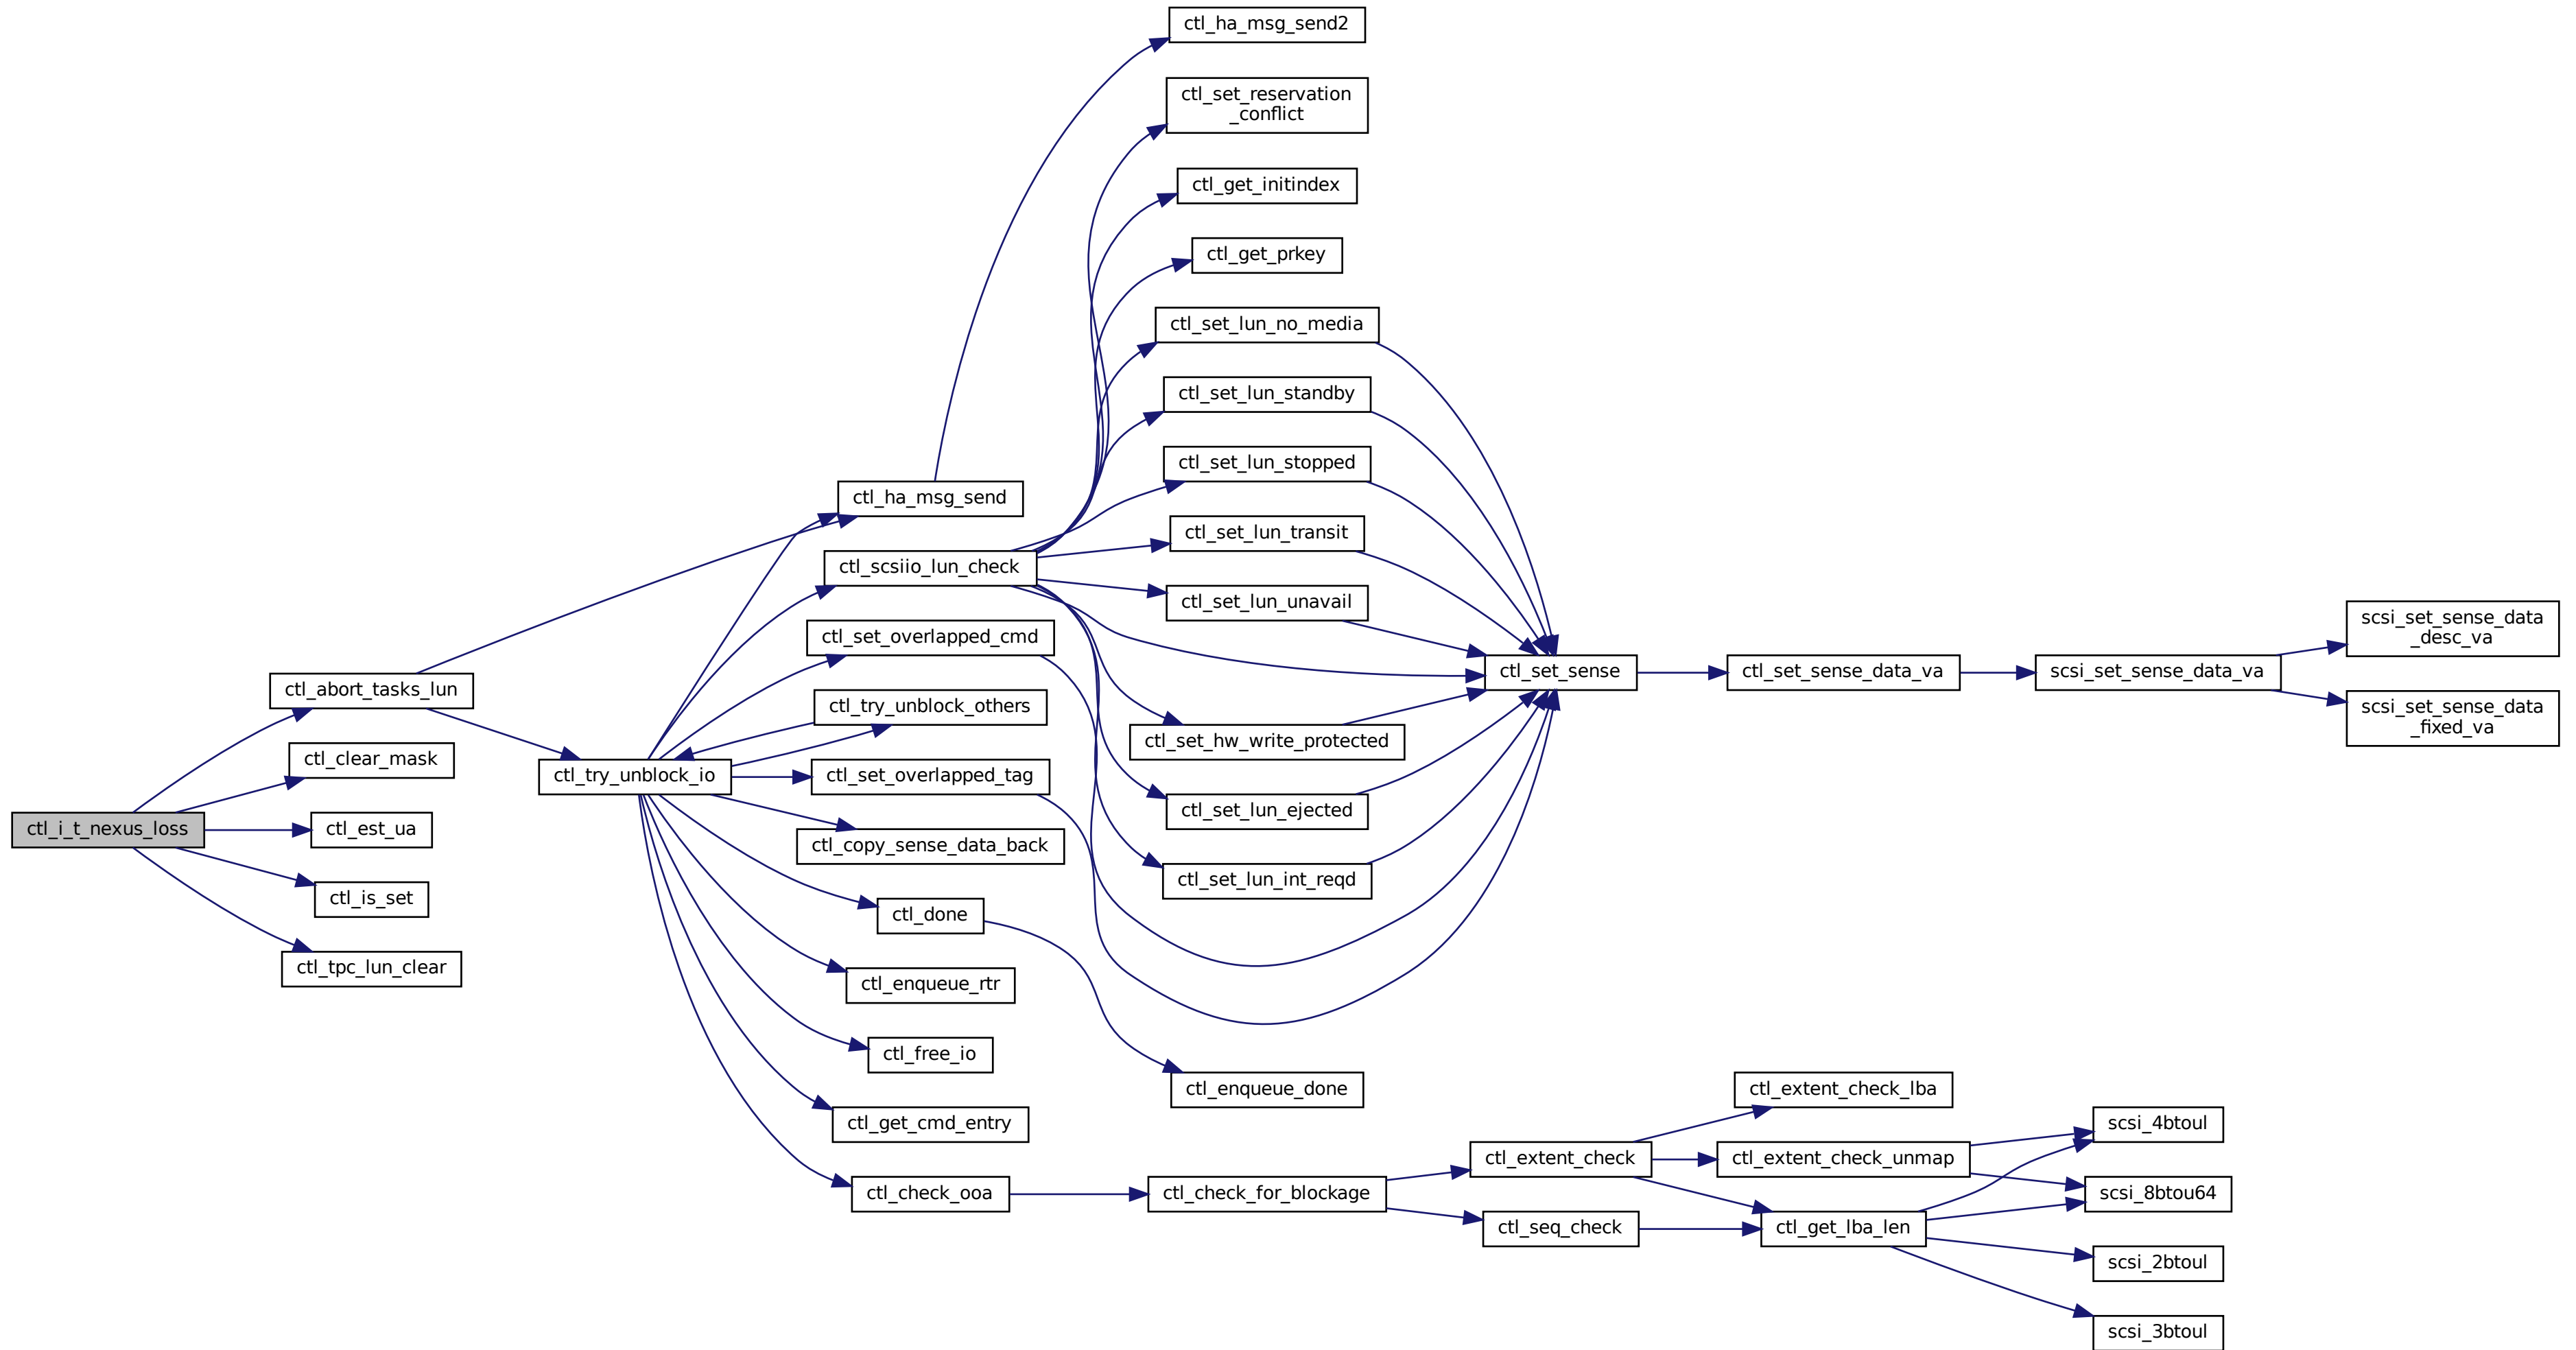 ctl_i_t_nexus_loss
ctl_abort_tasks_lun
ctl_clear_mask
ctl_est_ua
ctl_is_set
ctl_tpc_lun_clear
ctl_try_unblock_io
ctl_ha_msg_send
ctl_scsiio_lun_check
ctl_set_overlapped_cmd
ctl_try_unblock_others
ctl_set_overlapped_tag
ctl_copy_sense_data_back
ctl_done
ctl_enqueue_rtr
ctl_free_io
ctl_get_cmd_entry
ctl_check_ooa
ctl_ha_msg_send2
ctl_set_reservation
_conflict
ctl_get_initindex
ctl_get_prkey
ctl_set_lun_no_media
ctl_set_lun_standby
ctl_set_lun_stopped
ctl_set_lun_transit
ctl_set_lun_unavail
ctl_set_hw_write_protected
ctl_set_lun_ejected
ctl_set_lun_int_reqd
ctl_enqueue_done
ctl_check_for_blockage
ctl_set_sense
ctl_extent_check
ctl_seq_check
ctl_set_sense_data_va
ctl_extent_check_lba
ctl_extent_check_unmap
ctl_get_lba_len
scsi_set_sense_data_va
scsi_4btoul
scsi_8btou64
scsi_2btoul
scsi_3btoul
scsi_set_sense_data
_desc_va
scsi_set_sense_data
_fixed_va